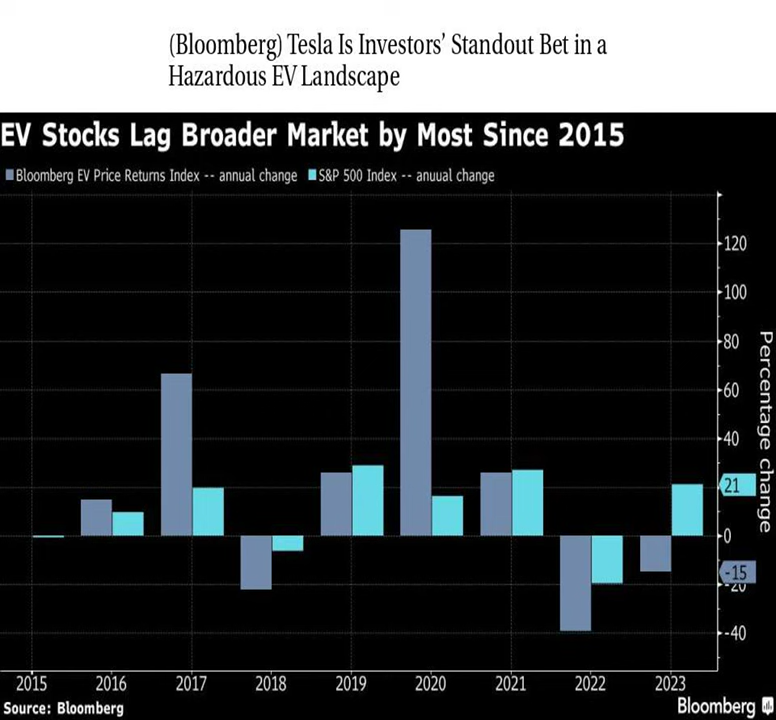 (Bloomberg) Tesla Is Investors’ Standout Bet in a
Hazardous EV Landscape
EV Stocks Lag Broader Market by Most Since 2015
Bloomberg EV Price Returns Index -- annual change S&P 500 Index -- anuual change
120
100
80
60
40
21
0
-15
-20
-40
Percentage change
2015 2016 2017 2018 2019 2020 2021 2022 2023
Source: Bloomberg
Bloomberg